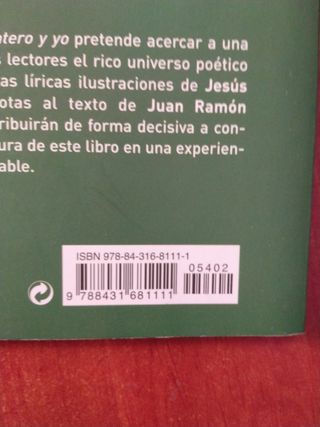 ntero y yo pretende acercar a una
s lectores el rico universo poético
as líricas ilustraciones de Jesús
otas al texto de Juan Ramón
ribuirán de forma decisiva a con-
ura de este libro en una experien-
able.
ISBN 978-84-316-8111-1
05402
9 788431 681111